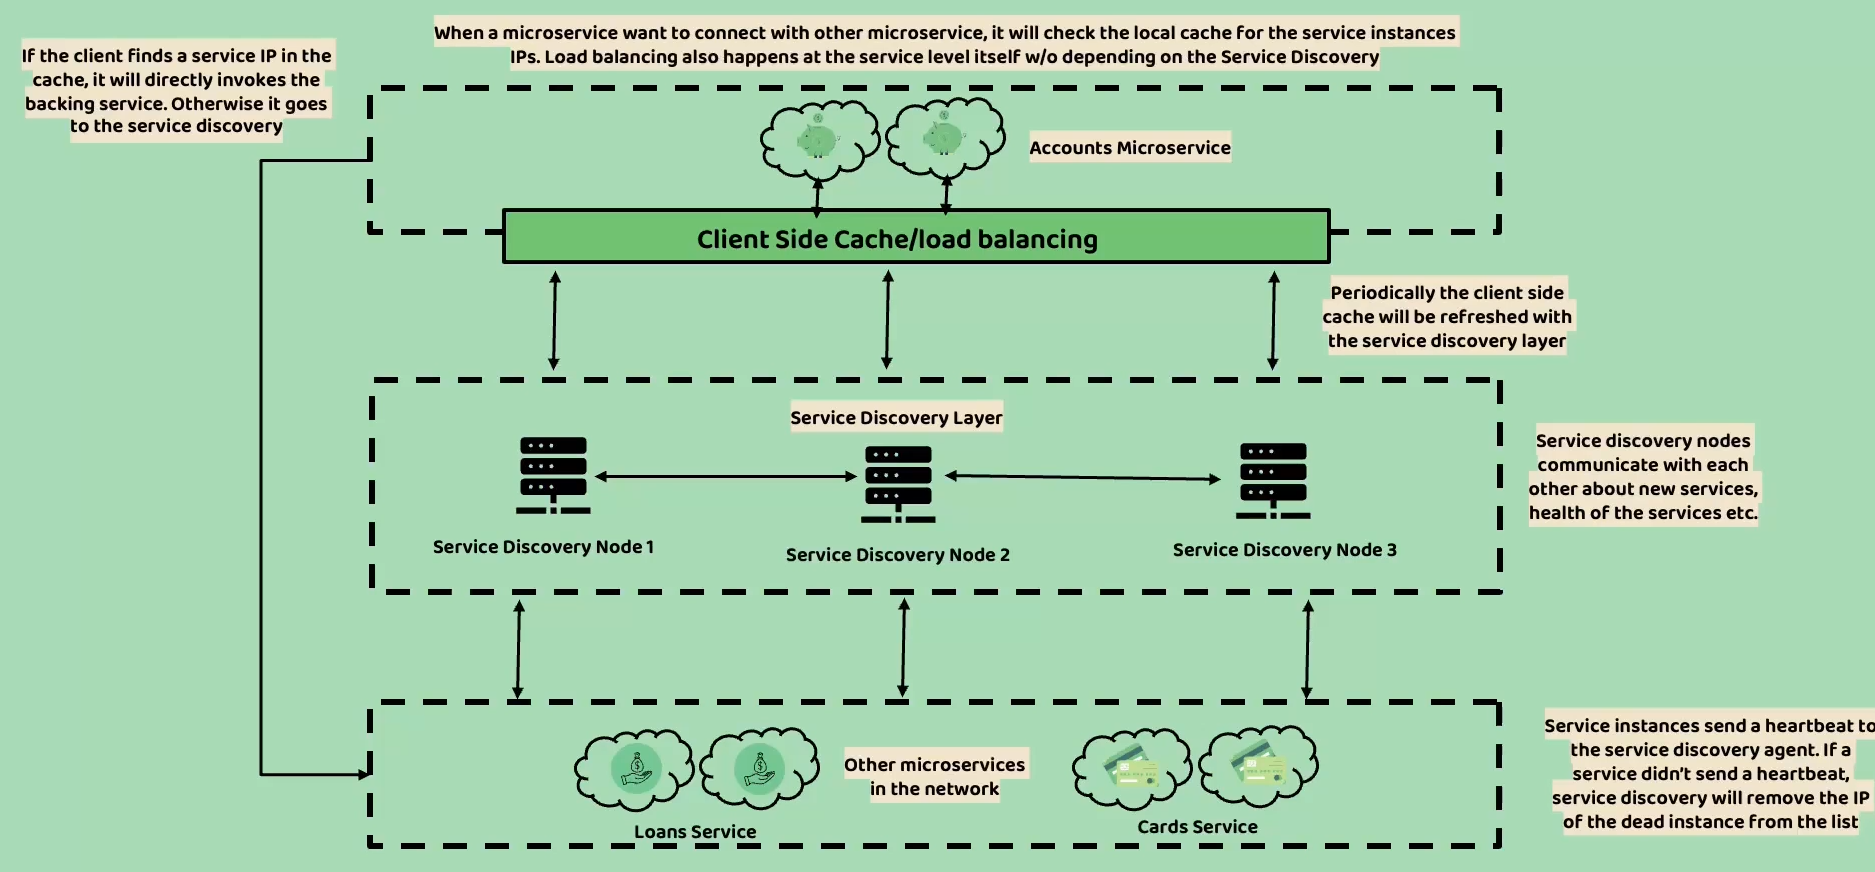 When a microservice want to connect with other microservice, it will check the local cache for the service instances
IPs. Load balancing also happens at the service level itself w/o depending on the Service Discovery
If the client finds a service IP in the
cache, it will directly invokes the
backing service. Otherwise it goes
to the service discovery
Accounts Microservice
Client Side Cache/load balancing
Periodically the client side
cache will be refreshed with
the service discovery layer
Service Discovery Layer
Service Discovery Node 1
Service Discovery Node 2
Service Discovery Node 3
Service discovery nodes
communicate with each
other about new services,
health of the services etc.
Loans Service
Other microservices
in the network
Cards Service
Service instances send a heartbeat to
the service discovery agent. If a
service didn't send a heartbeat,
service discovery will remove the IP
of the dead instance from the list